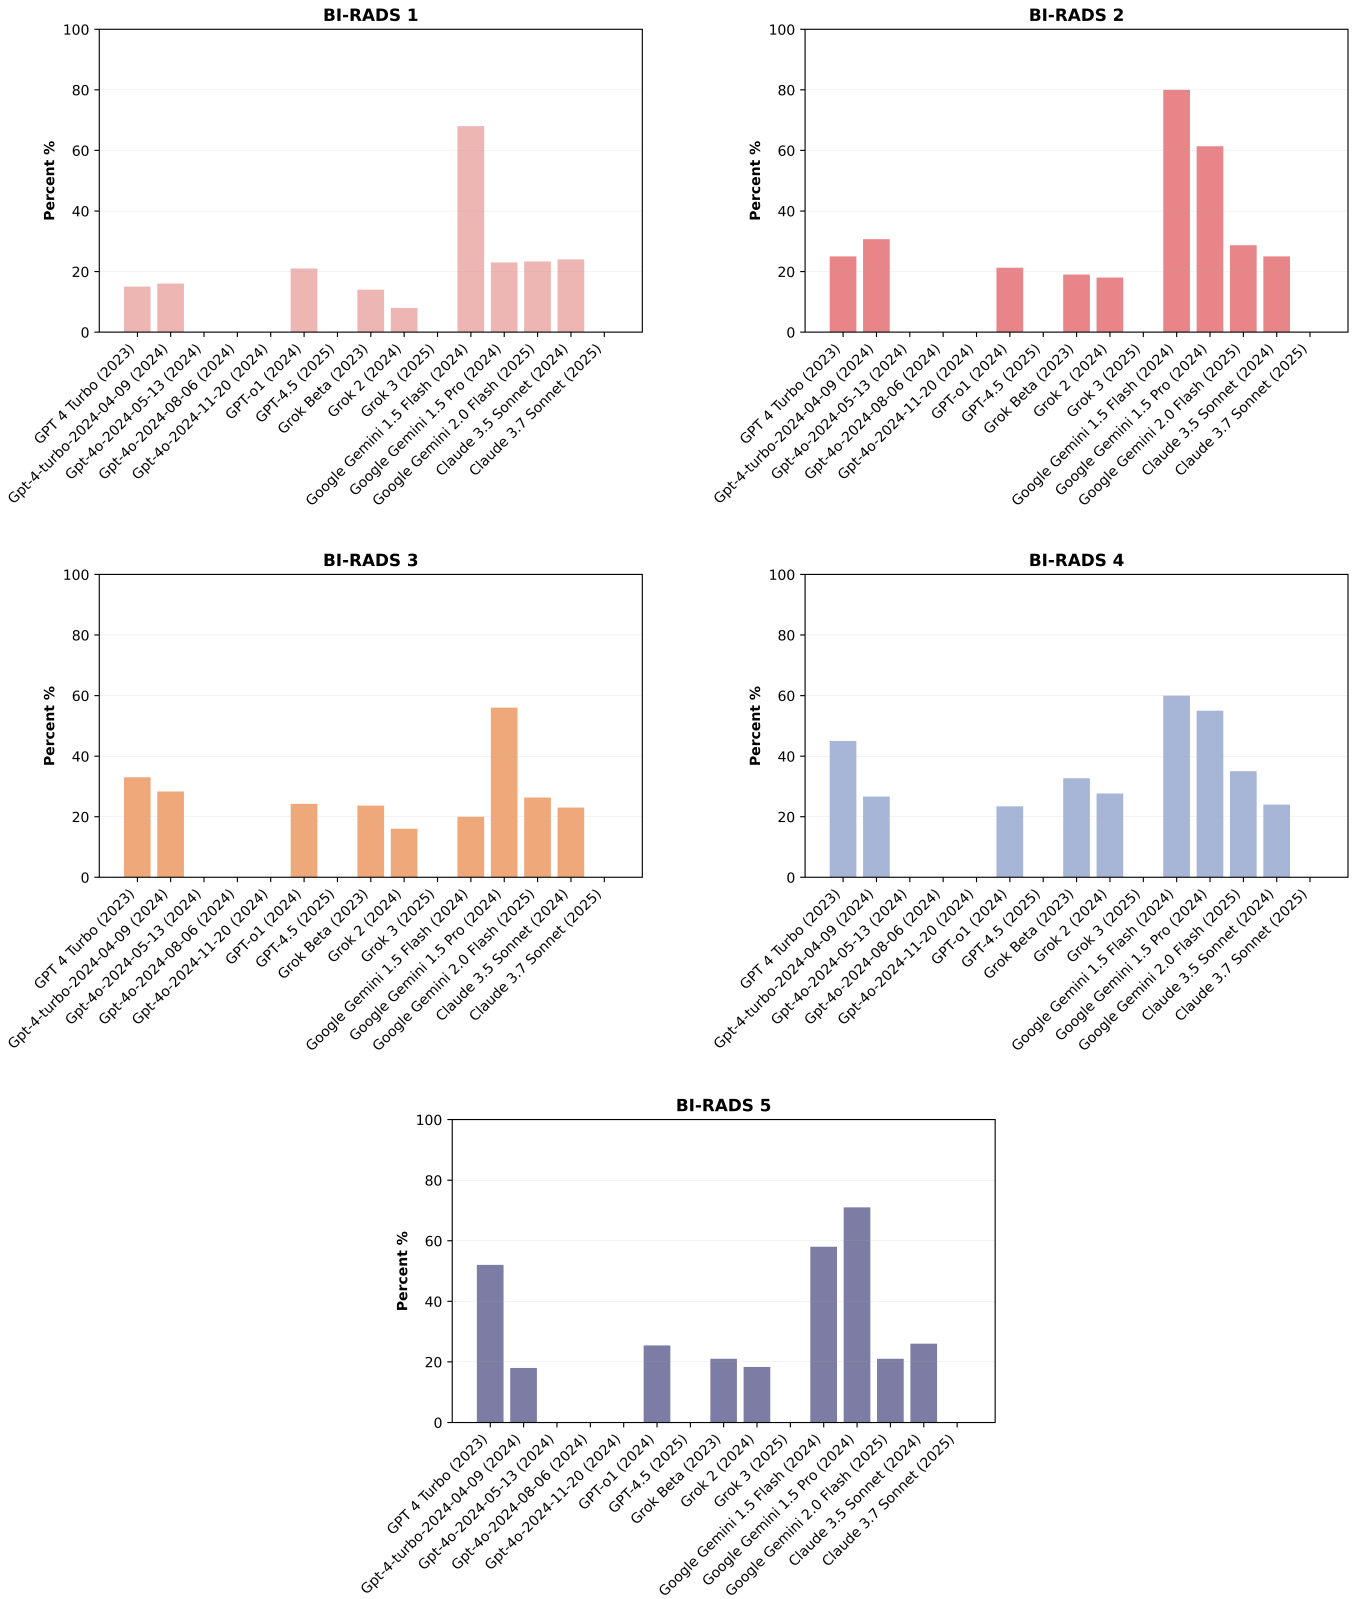 BI-RADS 1
Percent %
100
80
60
40
20
0
GPT 4 Turbo (2023)
Gpt-4-turbo-2024-04-09 (2024)
Gpt-4o-2024-05-13 (2024)
Gpt-4o-2024-08-06 (2024)
Gpt-4o-2024-11-20 (2024)
GPT-o1 (2024)
GPT-4.5 (2025)
Grok Beta (2023)
Grok 2 (2024)
Grok 3 (2025)
Google Gemini 1.5 Flash (2024)
Google Gemini 1.5 Pro (2024)
Google Gemini 2.0 Flash (2025)
Claude 3.5 Sonnet (2024)
Claude 3.7 Sonnet (2025)
BI-RADS 2
Percent %
100
80
60
40
20
0
GPT 4 Turbo (2023)
Gpt-4-turbo-2024-04-09 (2024)
Gpt-4o-2024-05-13 (2024)
Gpt-4o-2024-08-06 (2024)
Gpt-4o-2024-11-20 (2024)
GPT-o1 (2024)
GPT-4.5 (2025)
Grok Beta (2023)
Grok 2 (2024)
Grok 3 (2025)
Google Gemini 1.5 Flash (2024)
Google Gemini 1.5 Pro (2024)
Google Gemini 2.0 Flash (2025)
Claude 3.5 Sonnet (2024)
Claude 3.7 Sonnet (2025)
BI-RADS 3
Percent %
100
80
60
40
20
0
GPT 4 Turbo (2023)
Gpt-4-turbo-2024-04-09 (2024)
Gpt-4o-2024-05-13 (2024)
Gpt-4o-2024-08-06 (2024)
Gpt-4o-2024-11-20 (2024)
GPT-o1 (2024)
GPT-4.5 (2025)
Grok Beta (2023)
Grok 2 (2024)
Grok 3 (2025)
Google Gemini 1.5 Flash (2024)
Google Gemini 1.5 Pro (2024)
Google Gemini 2.0 Flash (2025)
Claude 3.5 Sonnet (2024)
Claude 3.7 Sonnet (2025)
BI-RADS 4
Percent %
100
80
60
40
20
0
GPT 4 Turbo (2023)
Gpt-4-turbo-2024-04-09 (2024)
Gpt-4o-2024-05-13 (2024)
Gpt-4o-2024-08-06 (2024)
Gpt-4o-2024-11-20 (2024)
GPT-o1 (2024)
GPT-4.5 (2025)
Grok Beta (2023)
Grok 2 (2024)
Grok 3 (2025)
Google Gemini 1.5 Flash (2024)
Google Gemini 1.5 Pro (2024)
Google Gemini 2.0 Flash (2025)
Claude 3.5 Sonnet (2024)
Claude 3.7 Sonnet (2025)
BI-RADS 5
Percent %
100
80
60
40
20
0
GPT 4 Turbo (2023)
Gpt-4-turbo-2024-04-09 (2024)
Gpt-4o-2024-05-13 (2024)
Gpt-4o-2024-08-06 (2024)
Gpt-4o-2024-11-20 (2024)
GPT-o1 (2024)
GPT-4.5 (2025)
Grok Beta (2023)
Grok 2 (2024)
Grok 3 (2025)
Google Gemini 1.5 Flash (2024)
Google Gemini 1.5 Pro (2024)
Google Gemini 2.0 Flash (2025)
Claude 3.5 Sonnet (2024)
Claude 3.7 Sonnet (2025)